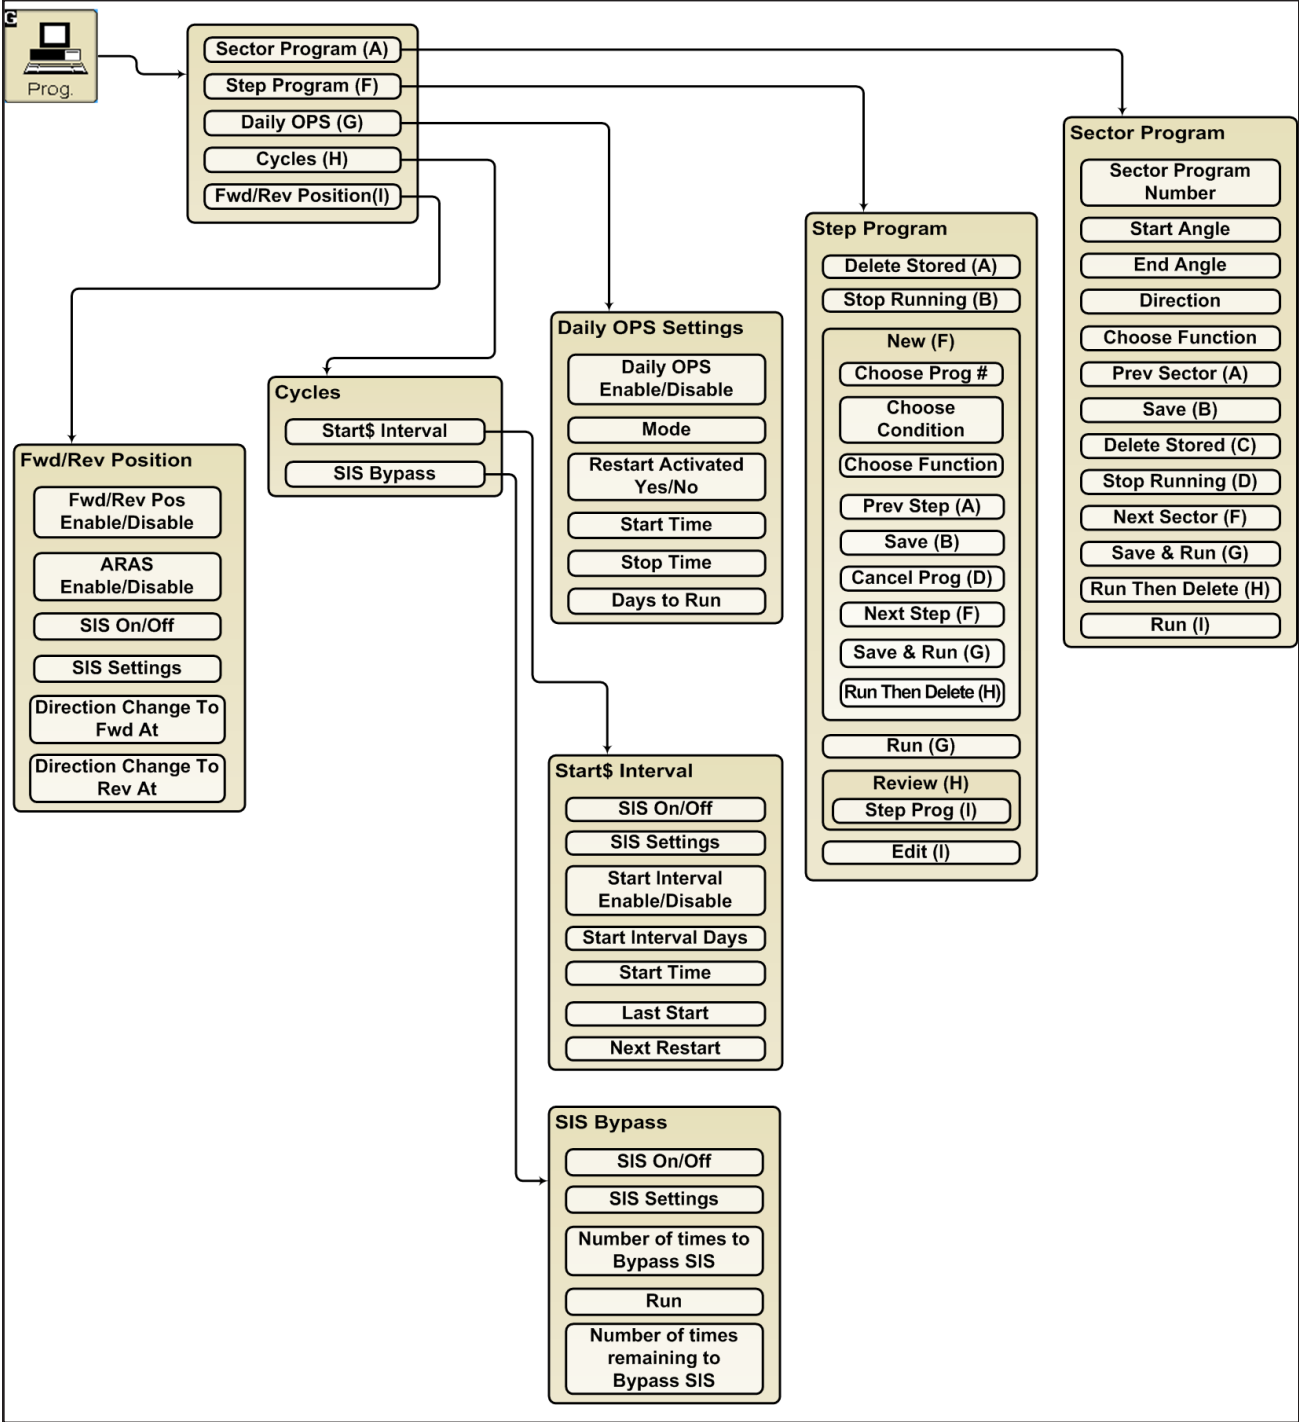 G
Prog.
Sector Program (A)
Step Program (F)
Daily OPS (G)
Cycles (H)
Fwd/Rev Position(I)
Sector Program
Sector Program
Number
Start Angle
End Angle
Direction
Choose Function
Prev Sector (A)
Save (B)
Delete Stored (C)
Stop Running (D)
Next Sector (F)
Save & Run (G)
Run Then Delete (H)
Run (I)
Step Program
Delete Stored (A)
Stop Running (B)
New (F)
Choose Prog #
Choose
Condition
Choose Function
Prev Step (A)
Save (B)
Cancel Prog (D)
Next Step (F)
Save & Run (G)
Run Then Delete (H)
Run (G)
Review (H)
Step Prog (I)
Edit (I)
Daily OPS Settings
Daily OPS
Enable/Disable
Mode
Restart Activated
Yes/No
Start Time
Stop Time
Days to Run
Cycles
Start$ Interval
SIS Bypass
Fwd/Rev Position
Fwd/Rev Pos
Enable/Disable
ARAS
Enable/Disable
SIS On/Off
SIS Settings
Direction Change To
Fwd At
Direction Change To
Rev At
Start$ Interval
SIS On/Off
SIS Settings
Start Interval
Enable/Disable
Start Interval Days
Start Time
Last Start
Next Restart
SIS Bypass
SIS On/Off
SIS Settings
Number of times to
Bypass SIS
Run
Number of times
remaining to
Bypass SIS